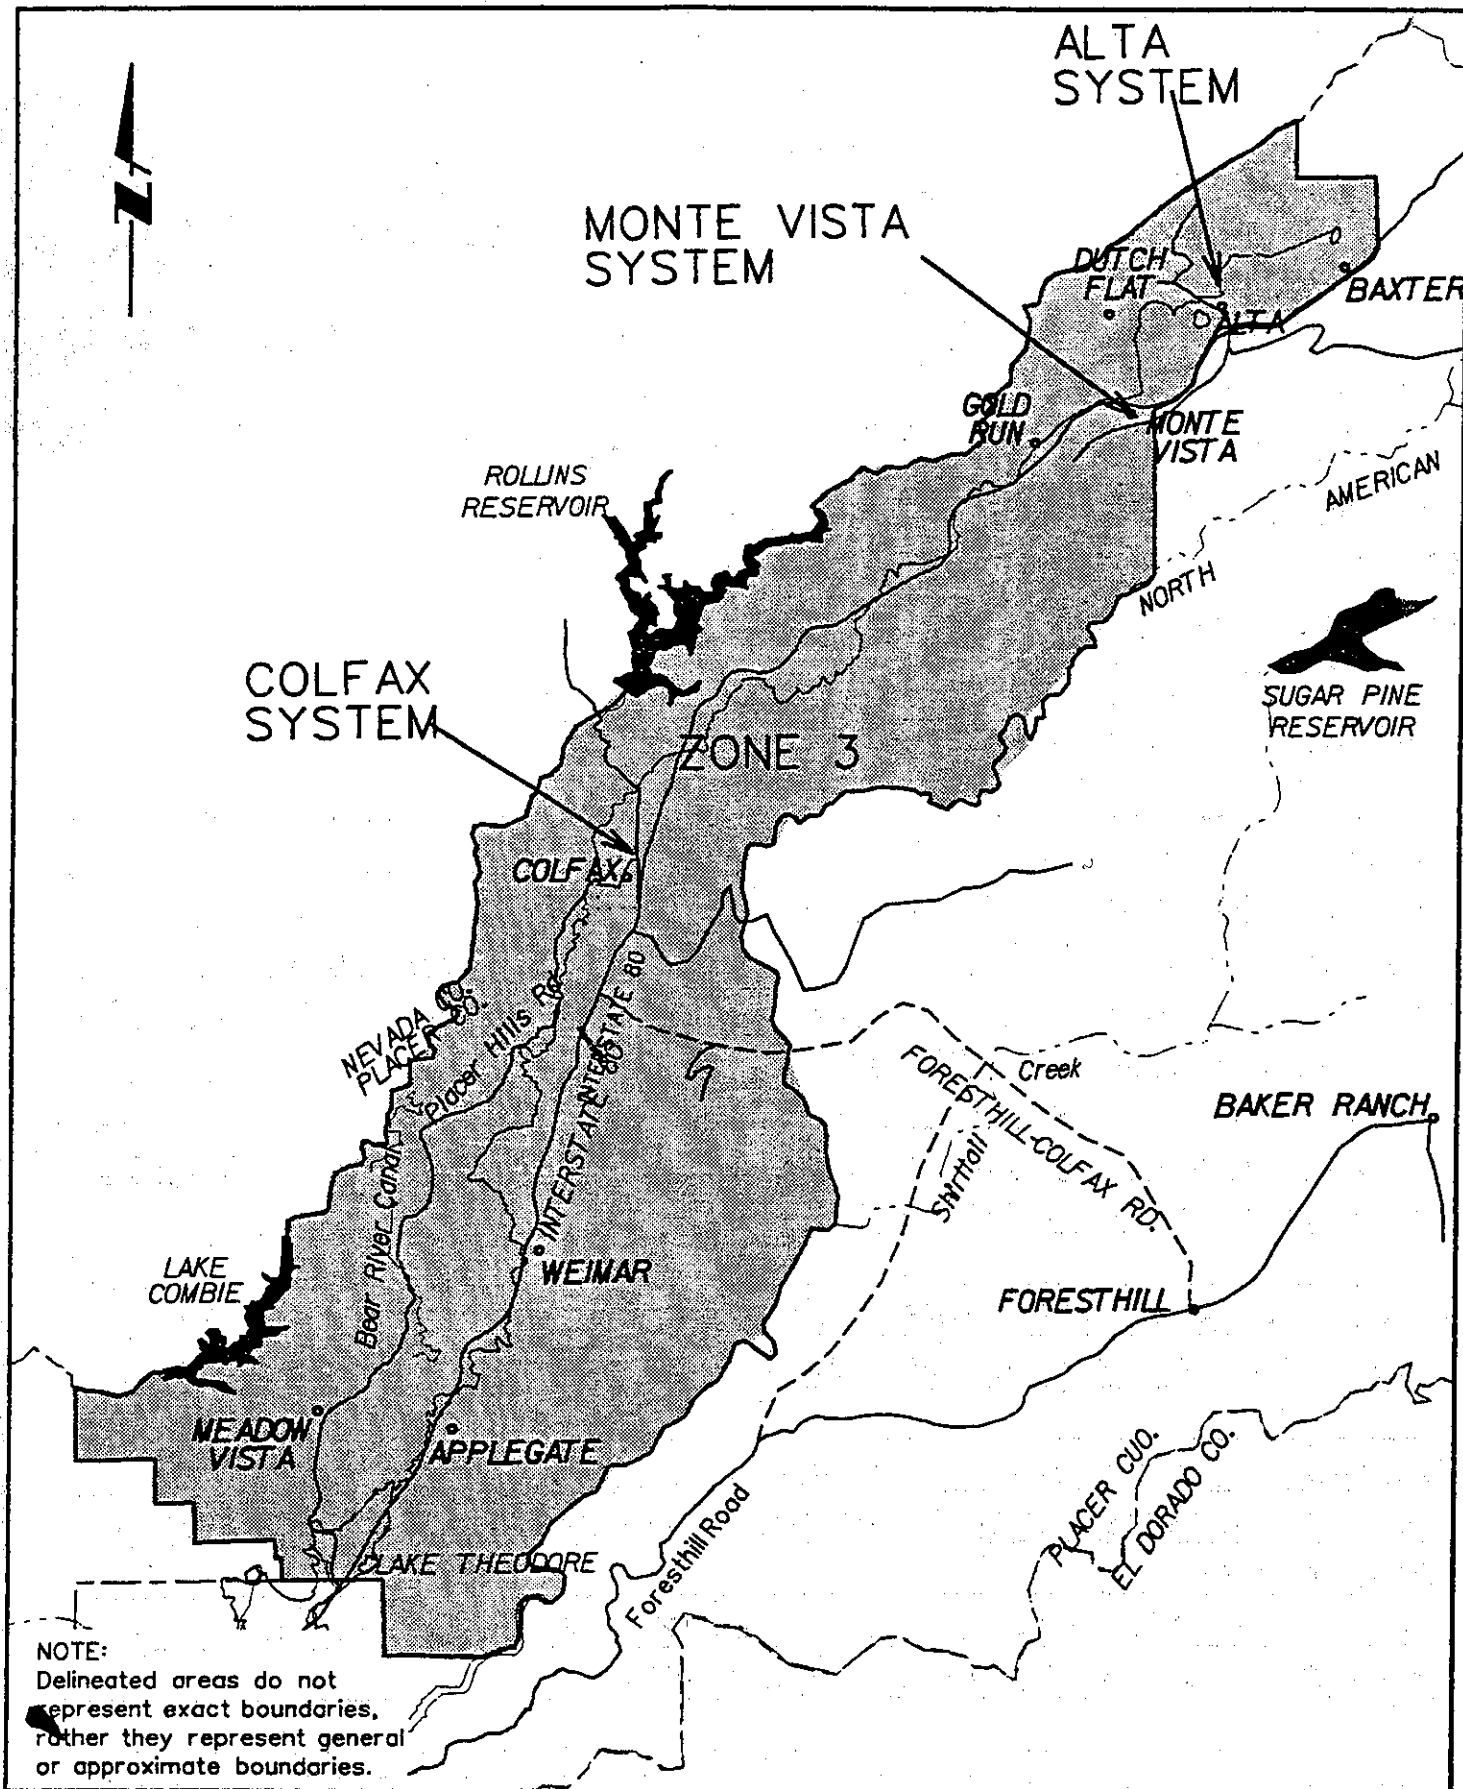 ALTA
SYSTEM
MONTE VISTA
SYSTEM
DUTCH
FLAT
BAXTER
ALTA
GOLD
RUN
MONTE
VISTA
ROLLINS
RESERVOIR
AMERICAN
NORTH
COLFAX
SYSTEM
SUGAR PINE
RESERVOIR
ZONE 3
COLFAX
NEVADA CO.
PLACER CO.
Placer Hills Rd
INTERSTATE 80
INTERSTATE 80
FORESTHILL-COLFAX RD.
Creek
Shirttail
BAKER RANCH
Bear River Canal
WEIMAR
LAKE
COMBIE
FORESTHILL
MEADOW
VISTA
APPLEGATE
PLACER CUO.
EL DORADO CO.
LAKE THEODORE
Foresthill Road
NOTE:
Delineated areas do not
represent exact boundaries,
rather they represent general
or approximate boundaries.